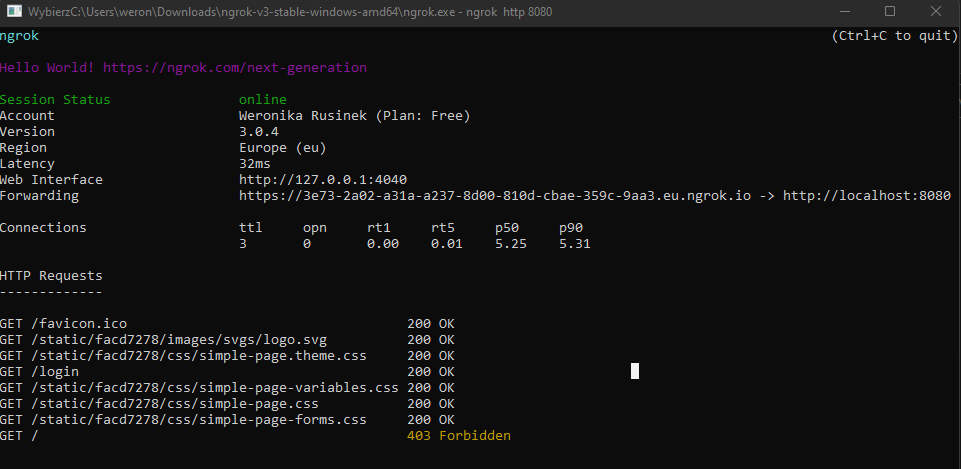 WybierzC:\Users\weron\Downloads\ngrok-v3-stable-windows-amd64\ngrok.exe - ngrok http 8080
ngrok (Ctrl+C to quit)
Hello World! https://ngrok.com/next-generation
Session Status online
Account Weronika Rusinek (Plan: Free)
Version 3.0.4
Region Europe (eu)
Latency 32ms
Web Interface http://127.0.0.1:4040
Forwarding https://3e73-2a02-a31a-a237-8d00-810d-cbae-359c-9aa3.eu.ngrok.io -> http://localhost:8080
Connections ttl opn rt1 rt5 p50 p90
3 0 0.00 0.01 5.25 5.31
HTTP Requests
-------------
GET /favicon.ico 200 OK
GET /static/facd7278/images/svgs/logo.svg 200 OK
GET /static/facd7278/css/simple-page.theme.css 200 OK
GET /login 200 OK
GET /static/facd7278/css/simple-page-variables.css 200 OK
GET /static/facd7278/css/simple-page.css 200 OK
GET /static/facd7278/css/simple-page-forms.css 200 OK
GET / 403 Forbidden